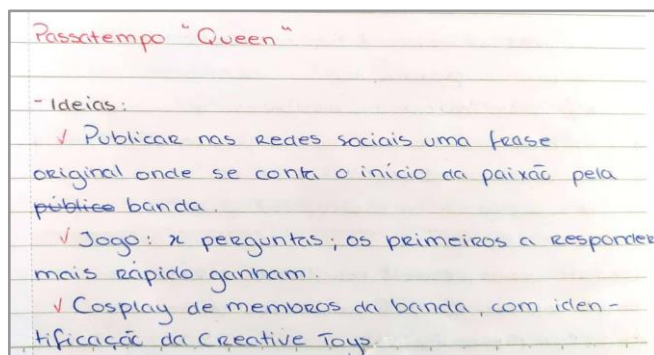 Passatempo "Queen"
- Ideias:
✓ Publicar nas redes sociais uma frase
original onde se conta o início da paixão pela
público banda.
✓ Jogo: x perguntas; os primeiros a responder
mais rápido ganham.
✓ Cosplay de membros da banda, com iden-
tificação da Creative Toys.